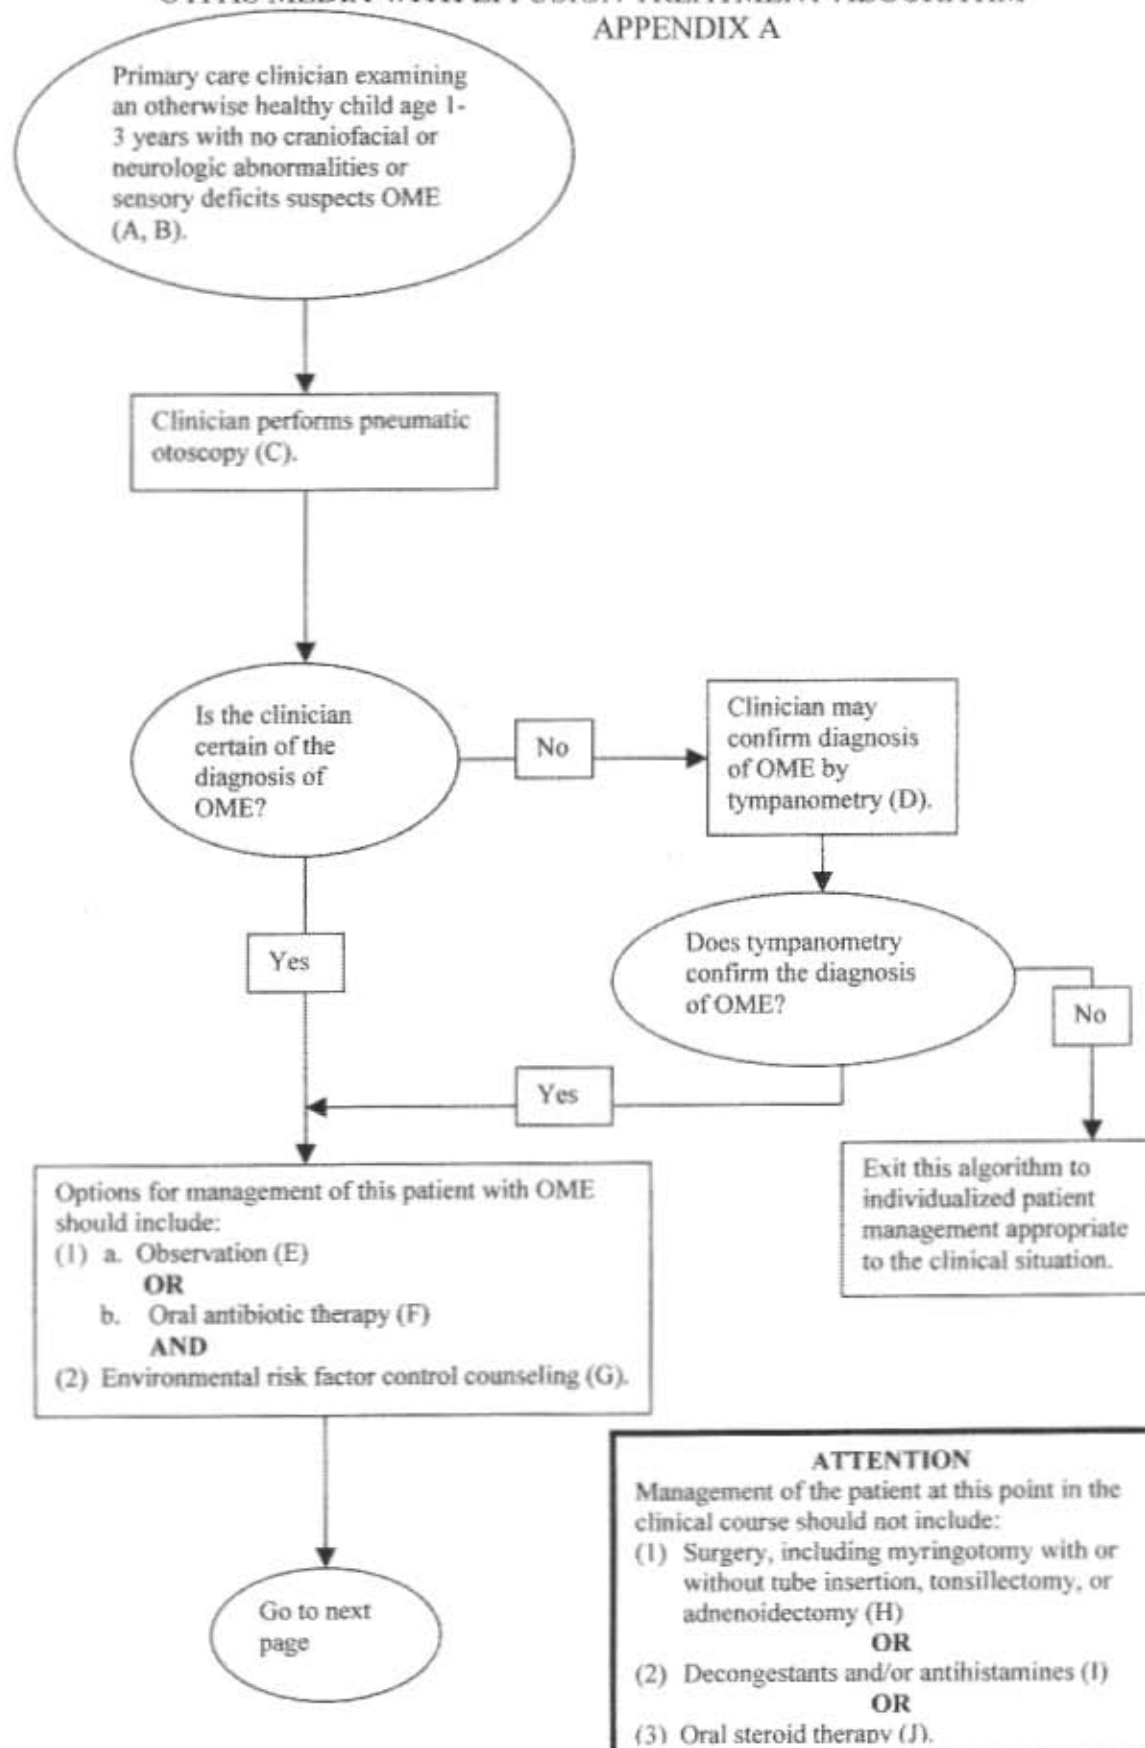 APPENDIX A
Primary care clinician examining
an otherwise healthy child age 1-
3 years with no craniofacial or
neurologic abnormalities or
sensory deficits suspects OME
(A, B).
Clinician performs pneumatic
otoscopy (C).
Is the clinician
certain of the
diagnosis of
OME?
No
Clinician may
confirm diagnosis
of OME by
tympanometry (D).
Yes
Does tympanometry
confirm the diagnosis
of OME?
No
Yes
Exit this algorithm to
individualized patient
management appropriate
to the clinical situation.
Options for management of this patient with OME
should include:
(1) a. Observation (E)
OR
b. Oral antibiotic therapy (F)
AND
(2) Environmental risk factor control counseling (G).
Go to next
page
ATTENTION
Management of the patient at this point in the
clinical course should not include:
(1) Surgery, including myringotomy with or
without tube insertion, tonsillectomy, or
adnenoidectomy (H)
OR
(2) Decongestants and/or antihistamines (I)
OR
(3) Oral steroid therapy (J).